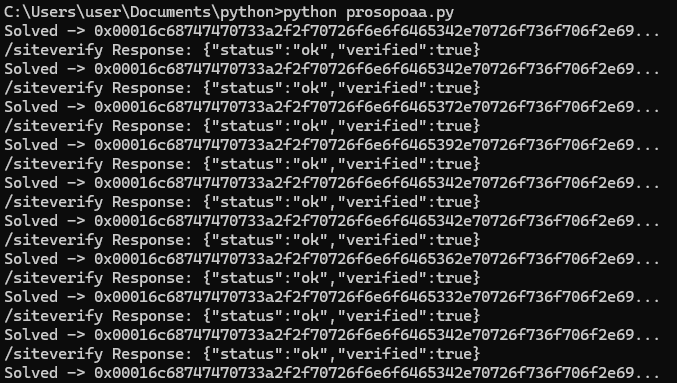 C:\Users\user\Documents\python>python prosopoaa.py
Solved -> 0x00016c68747470733a2f2f70726f6e6f6465342e70726f736f706f2e69...
/siteverify Response: {"status":"ok","verified":true}
Solved -> 0x00016c68747470733a2f2f70726f6e6f6465342e70726f736f706f2e69...
/siteverify Response: {"status":"ok","verified":true}
Solved -> 0x00016c68747470733a2f2f70726f6e6f6465372e70726f736f706f2e69...
/siteverify Response: {"status":"ok","verified":true}
Solved -> 0x00016c68747470733a2f2f70726f6e6f6465392e70726f736f706f2e69...
/siteverify Response: {"status":"ok","verified":true}
Solved -> 0x00016c68747470733a2f2f70726f6e6f6465342e70726f736f706f2e69...
/siteverify Response: {"status":"ok","verified":true}
Solved -> 0x00016c68747470733a2f2f70726f6e6f6465342e70726f736f706f2e69...
/siteverify Response: {"status":"ok","verified":true}
Solved -> 0x00016c68747470733a2f2f70726f6e6f6465362e70726f736f706f2e69...
/siteverify Response: {"status":"ok","verified":true}
Solved -> 0x00016c68747470733a2f2f70726f6e6f6465332e70726f736f706f2e69...
/siteverify Response: {"status":"ok","verified":true}
Solved -> 0x00016c68747470733a2f2f70726f6e6f6465342e70726f736f706f2e69...
/siteverify Response: {"status":"ok","verified":true}
Solved -> 0x00016c68747470733a2f2f70726f6e6f6465342e70726f736f706f2e69...